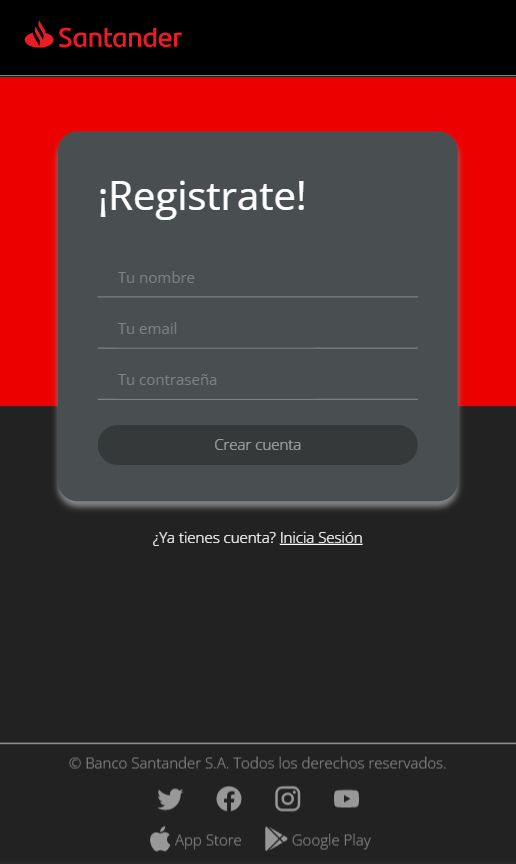 Santander
¡Registrate!
Tu nombre
Tu email
Tu contraseña
Crear cuenta
¿Ya tienes cuenta? Inicia Sesión
© Banco Santander S.A. Todos los derechos reservados.
App Store Google Play